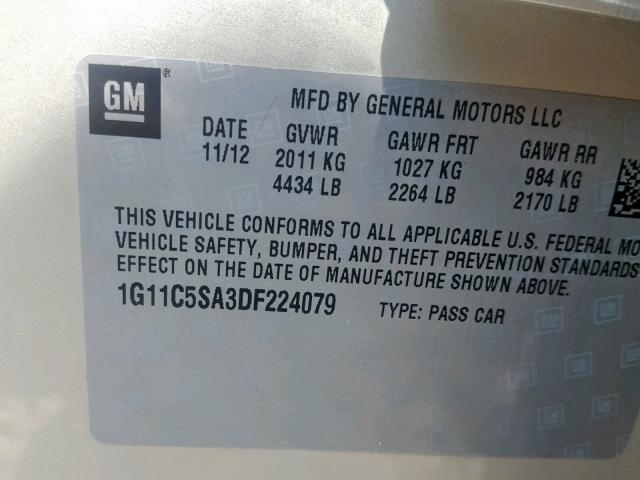 GM ®
MFD BY GENERAL MOTORS LLC
DATE GVWR GAWR FRT GAWR RR
11/12 2011 KG 1027 KG 984 KG
4434 LB 2264 LB 2170 LB
THIS VEHICLE CONFORMS TO ALL APPLICABLE U.S. FEDERAL MO
VEHICLE SAFETY, BUMPER, AND THEFT PREVENTION STANDARDS
EFFECT ON THE DATE OF MANUFACTURE SHOWN ABOVE.
1G11C5SA3DF224079 TYPE: PASS CAR